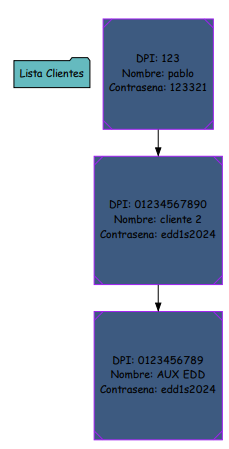 Lista Clientes
DPI: 123
Nombre: pablo
Contrasena: 123321
DPI: 01234567890
Nombre: cliente 2
Contrasena: edd1s2024
DPI: 0123456789
Nombre: AUX EDD
Contrasena: edd1s2024